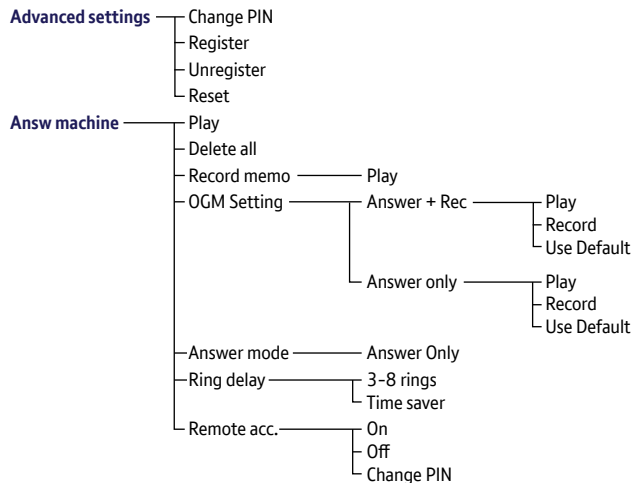 Advanced settings Change PIN
Register
Unregister
Reset
Answ machine Play
Delete all
Record memo Play
OGM Setting Answer + Rec Play
Record
Use Default
Answer only Play
Record
Use Default
Answer mode Answer Only
Ring delay 3-8 rings
Time saver
Remote acc. On
Off
Change PIN